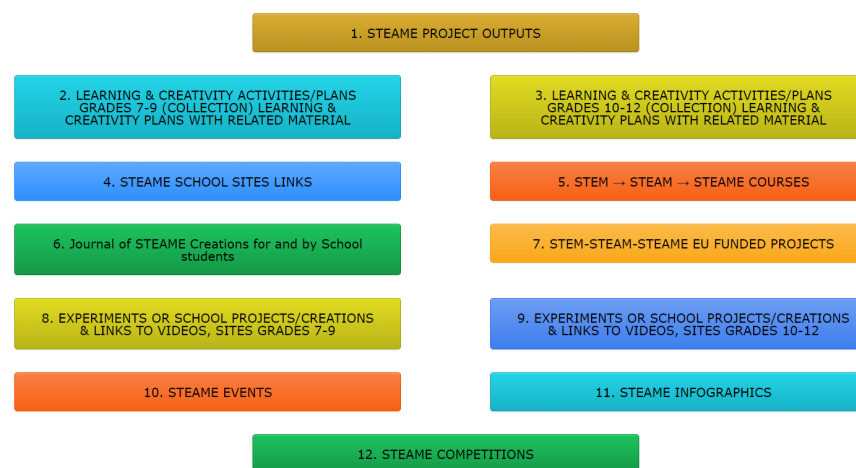 1. STEAME PROJECT OUTPUTS
2. LEARNING & CREATIVITY ACTIVITIES/PLANS
GRADES 7-9 (COLLECTION) LEARNING &
CREATIVITY PLANS WITH RELATED MATERIAL
3. LEARNING & CREATIVITY ACTIVITIES/PLANS
GRADES 10-12 (COLLECTION) LEARNING &
CREATIVITY PLANS WITH RELATED MATERIAL
4. STEAME SCHOOL SITES LINKS
5. STEM → STEAM → STEAME COURSES
6. Journal of STEAME Creations for and by School
students
7. STEM-STEAM-STEAME EU FUNDED PROJECTS
8. EXPERIMENTS OR SCHOOL PROJECTS/CREATIONS
& LINKS TO VIDEOS, SITES GRADES 7-9
9. EXPERIMENTS OR SCHOOL PROJECTS/CREATIONS
& LINKS TO VIDEOS, SITES GRADES 10-12
10. STEAME EVENTS
11. STEAME INFOGRAPHICS
12. STEAME COMPETITIONS